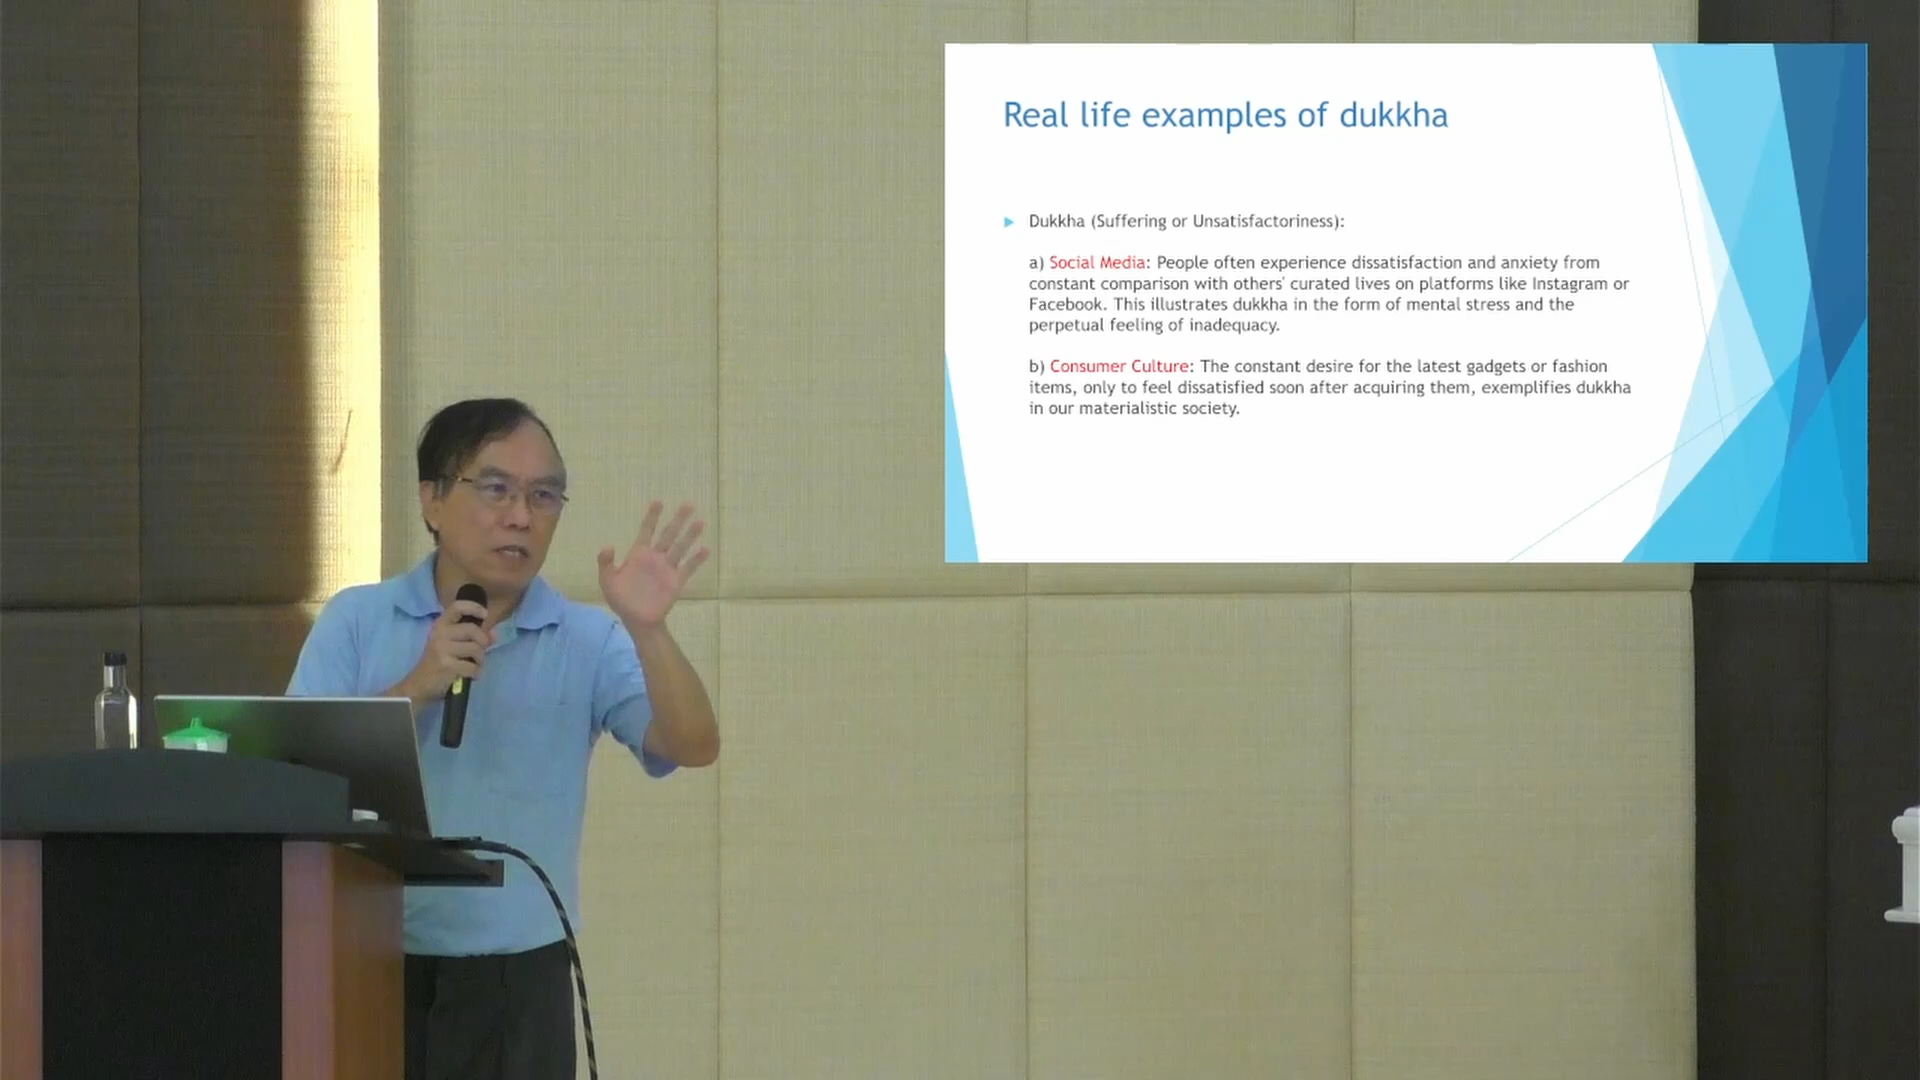 Real life examples of dukkha
Dukkha (Suffering or Unsatisfactoriness):
a) Social Media: People often experience dissatisfaction and anxiety from
constant comparison with others' curated lives on platforms like Instagram or
Facebook. This illustrates dukkha in the form of mental stress and the
perpetual feeling of inadequacy.
b) Consumer Culture: The constant desire for the latest gadgets or fashion
items, only to feel dissatisfied soon after acquiring them, exemplifies dukkha
in our materialistic society.